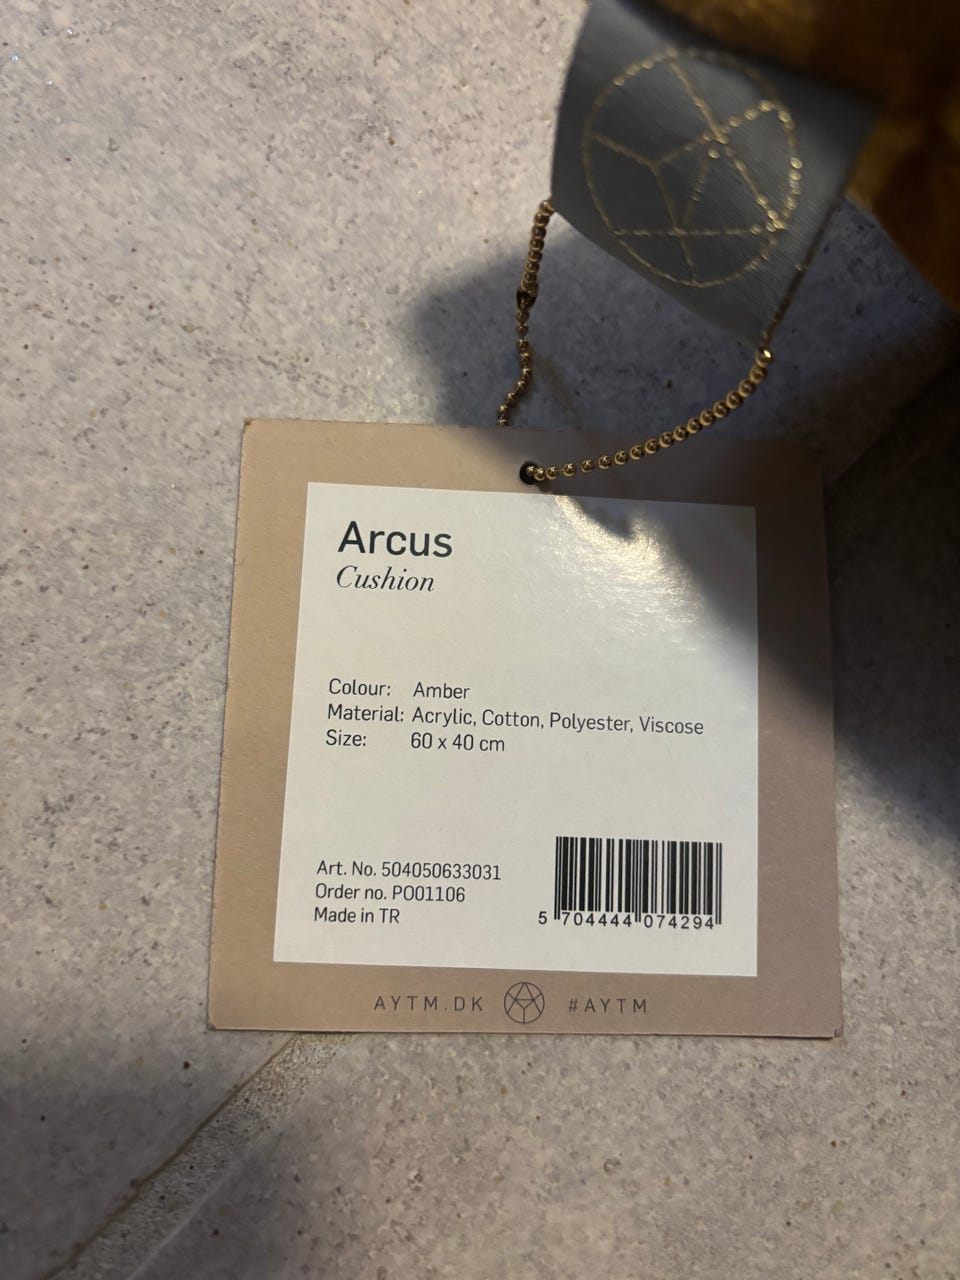 Arcus
Cushion
Colour: Amber
Material: Acrylic, Cotton, Polyester, Viscose
Size: 60 x 40 cm
Art. No. 504050633031
Order no. PO01106
Made in TR
5 704444 074294
AYTM.DK #AYTM